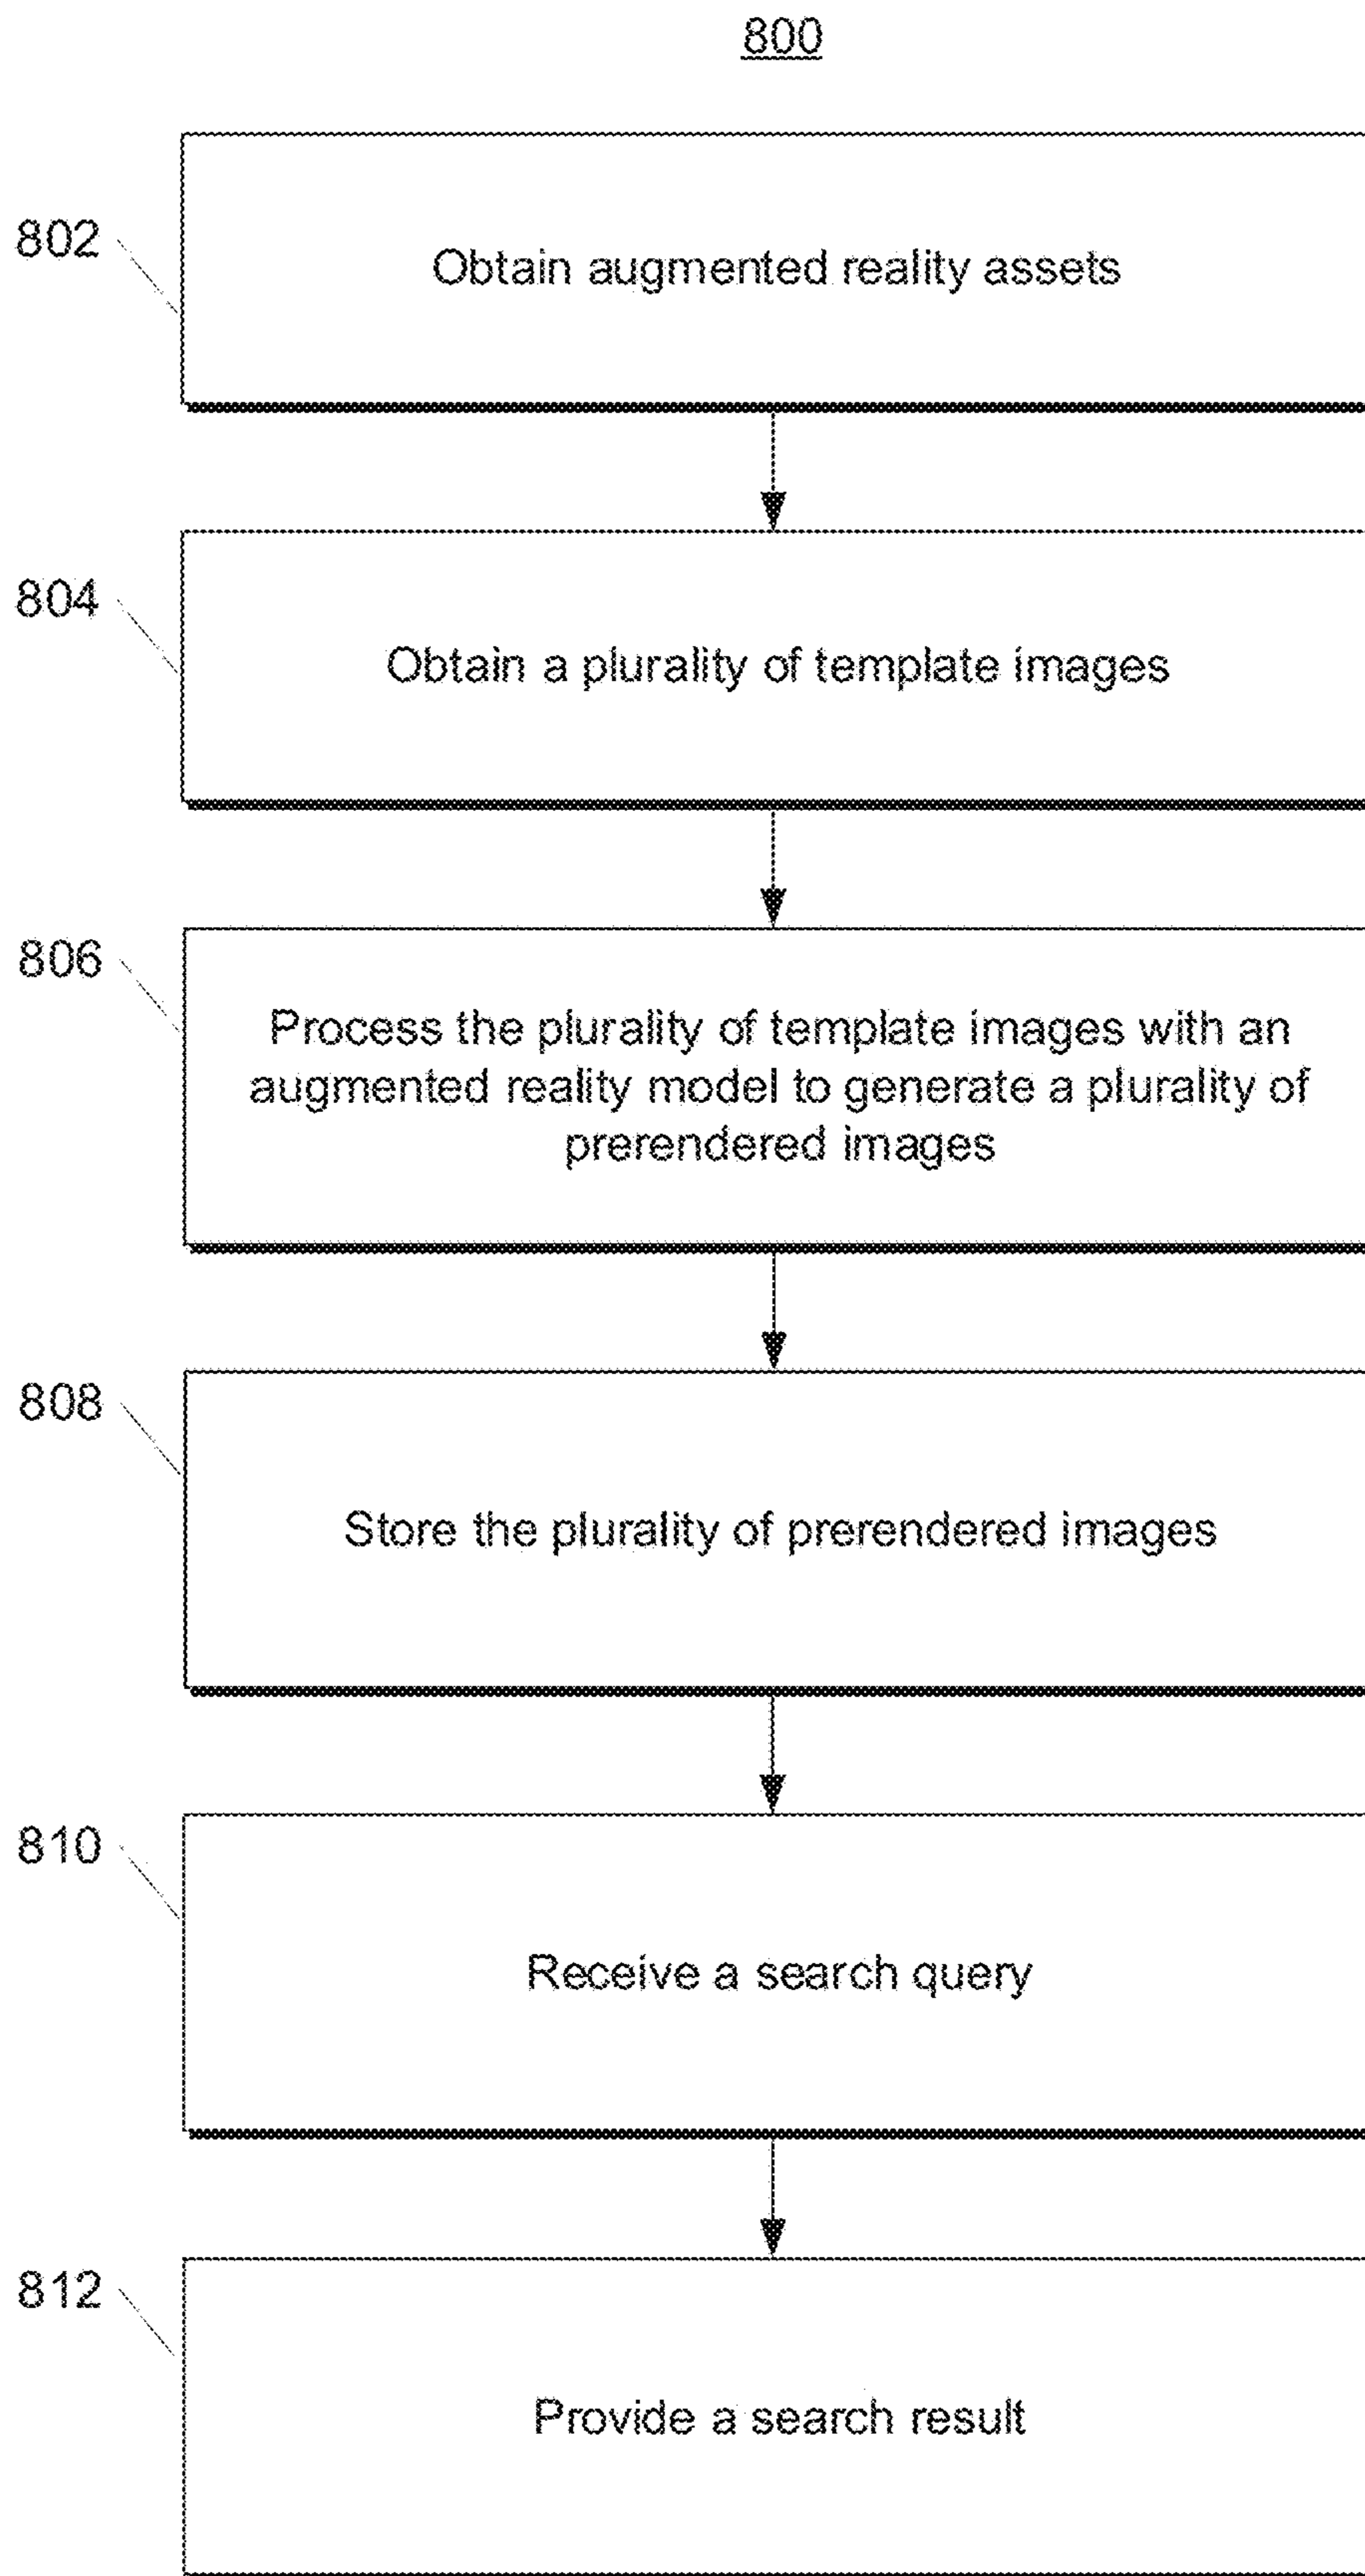 800
802
Obtain augmented reality assets
804
Obtain a plurality of template images
806
Process the plurality of template images with an
augmented reality model to generate a plurality of
prerendered images
808
Store the plurality of prerendered images
810
Receive a search query
812
Provide a search result